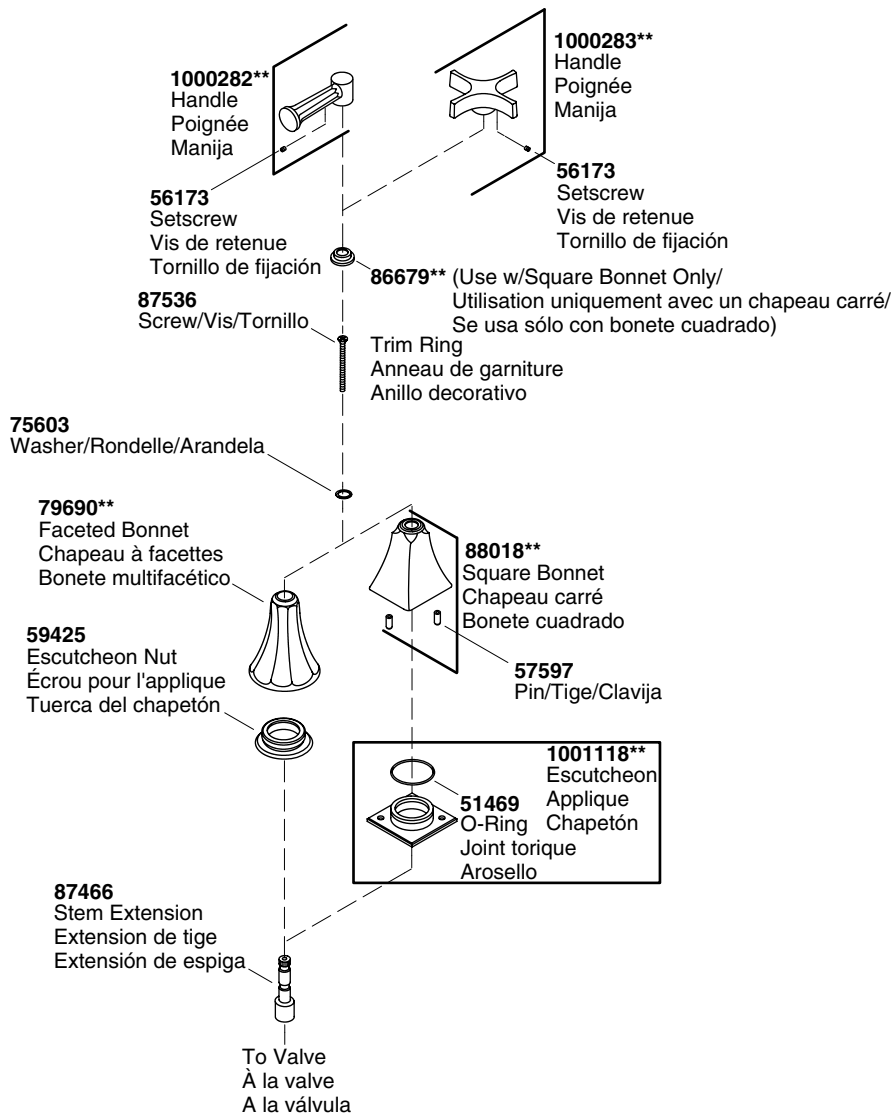 1000282**
Handle
Poignée
Manija
1000283**
Handle
Poignée
Manija
56173
Setscrew
Vis de retenue
Tornillo de fijación
56173
Setscrew
Vis de retenue
Tornillo de fijación
86679** (Use w/Square Bonnet Only/
Utilisation uniquement avec un chapeau carré/
Se usa sólo con bonete cuadrado)
Trim Ring
Anneau de garniture
Anillo decorativo
87536
Screw/Vis/Tornillo
75603
Washer/Rondelle/Arandela
79690**
Faceted Bonnet
Chapeau à facettes
Bonete multifacético
88018**
Square Bonnet
Chapeau carré
Bonete cuadrado
59425
Escutcheon Nut
Écrou pour l'applique
Tuerca del chapetón
57597
Pin/Tige/Clavija
1001118**
Escutcheon
Applique
Chapetón
51469
O-Ring
Joint torique
Arosello
87466
Stem Extension
Extension de tige
Extensión de espiga
To Valve
À la valve
A la válvula